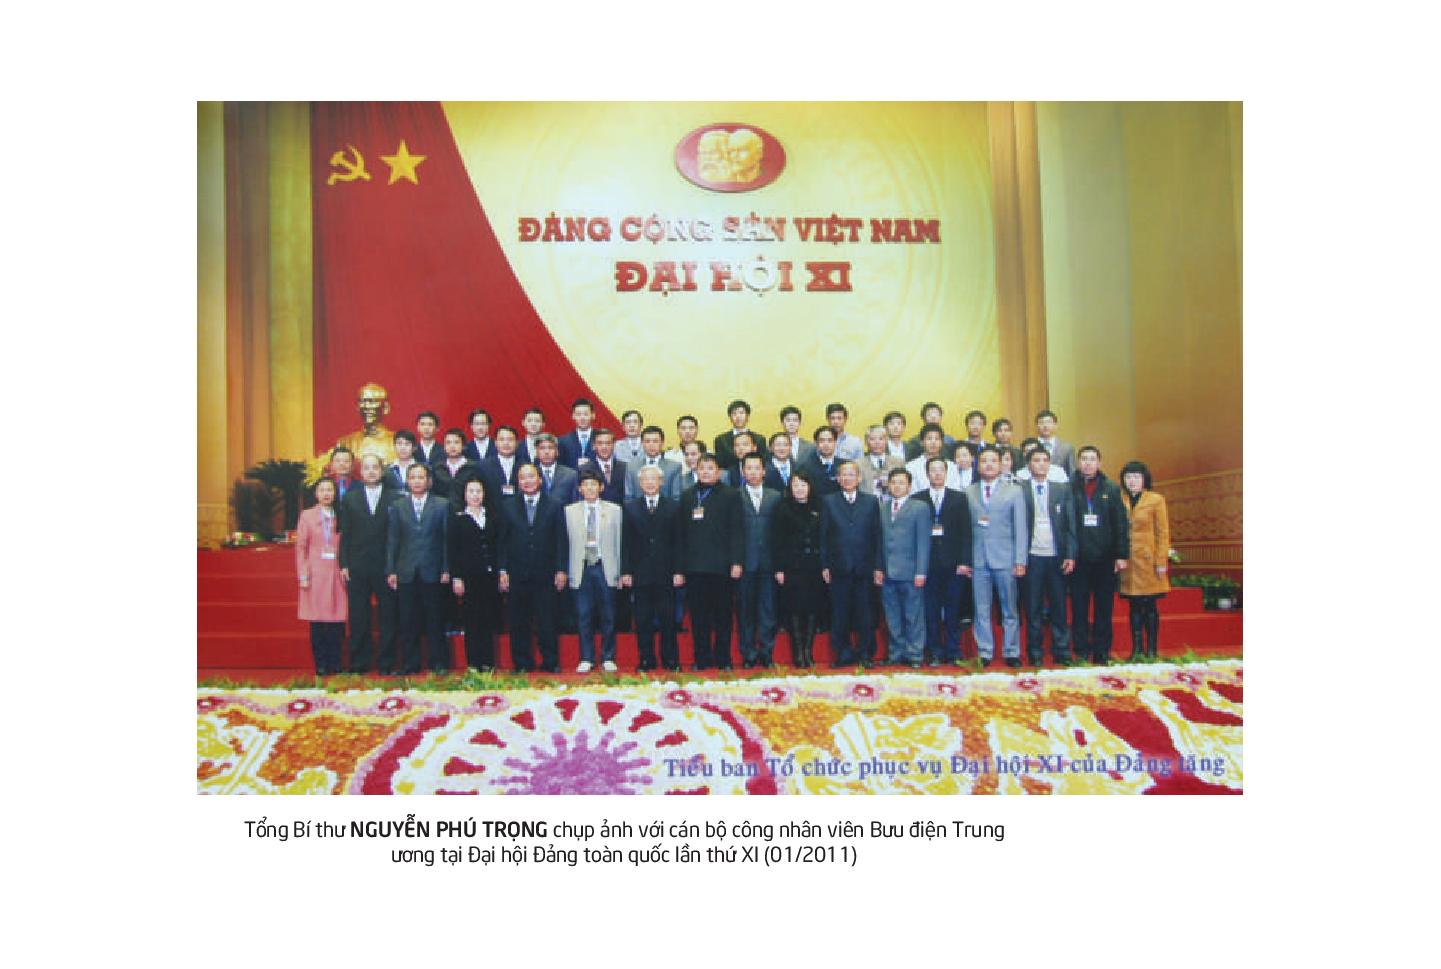 ĐẢNG CỘNG SẢN VIỆT NAM
ĐẠI HỘI XI
Tiểu ban Tổ chức phục vụ Đại hội XI của Đảng tặng
Tổng Bí thư NGUYỄN PHÚ TRỌNG chụp ảnh với cán bộ công nhân viên Bưu điện Trung
ương tại Đại hội Đảng toàn quốc lần thứ XI (01/2011)